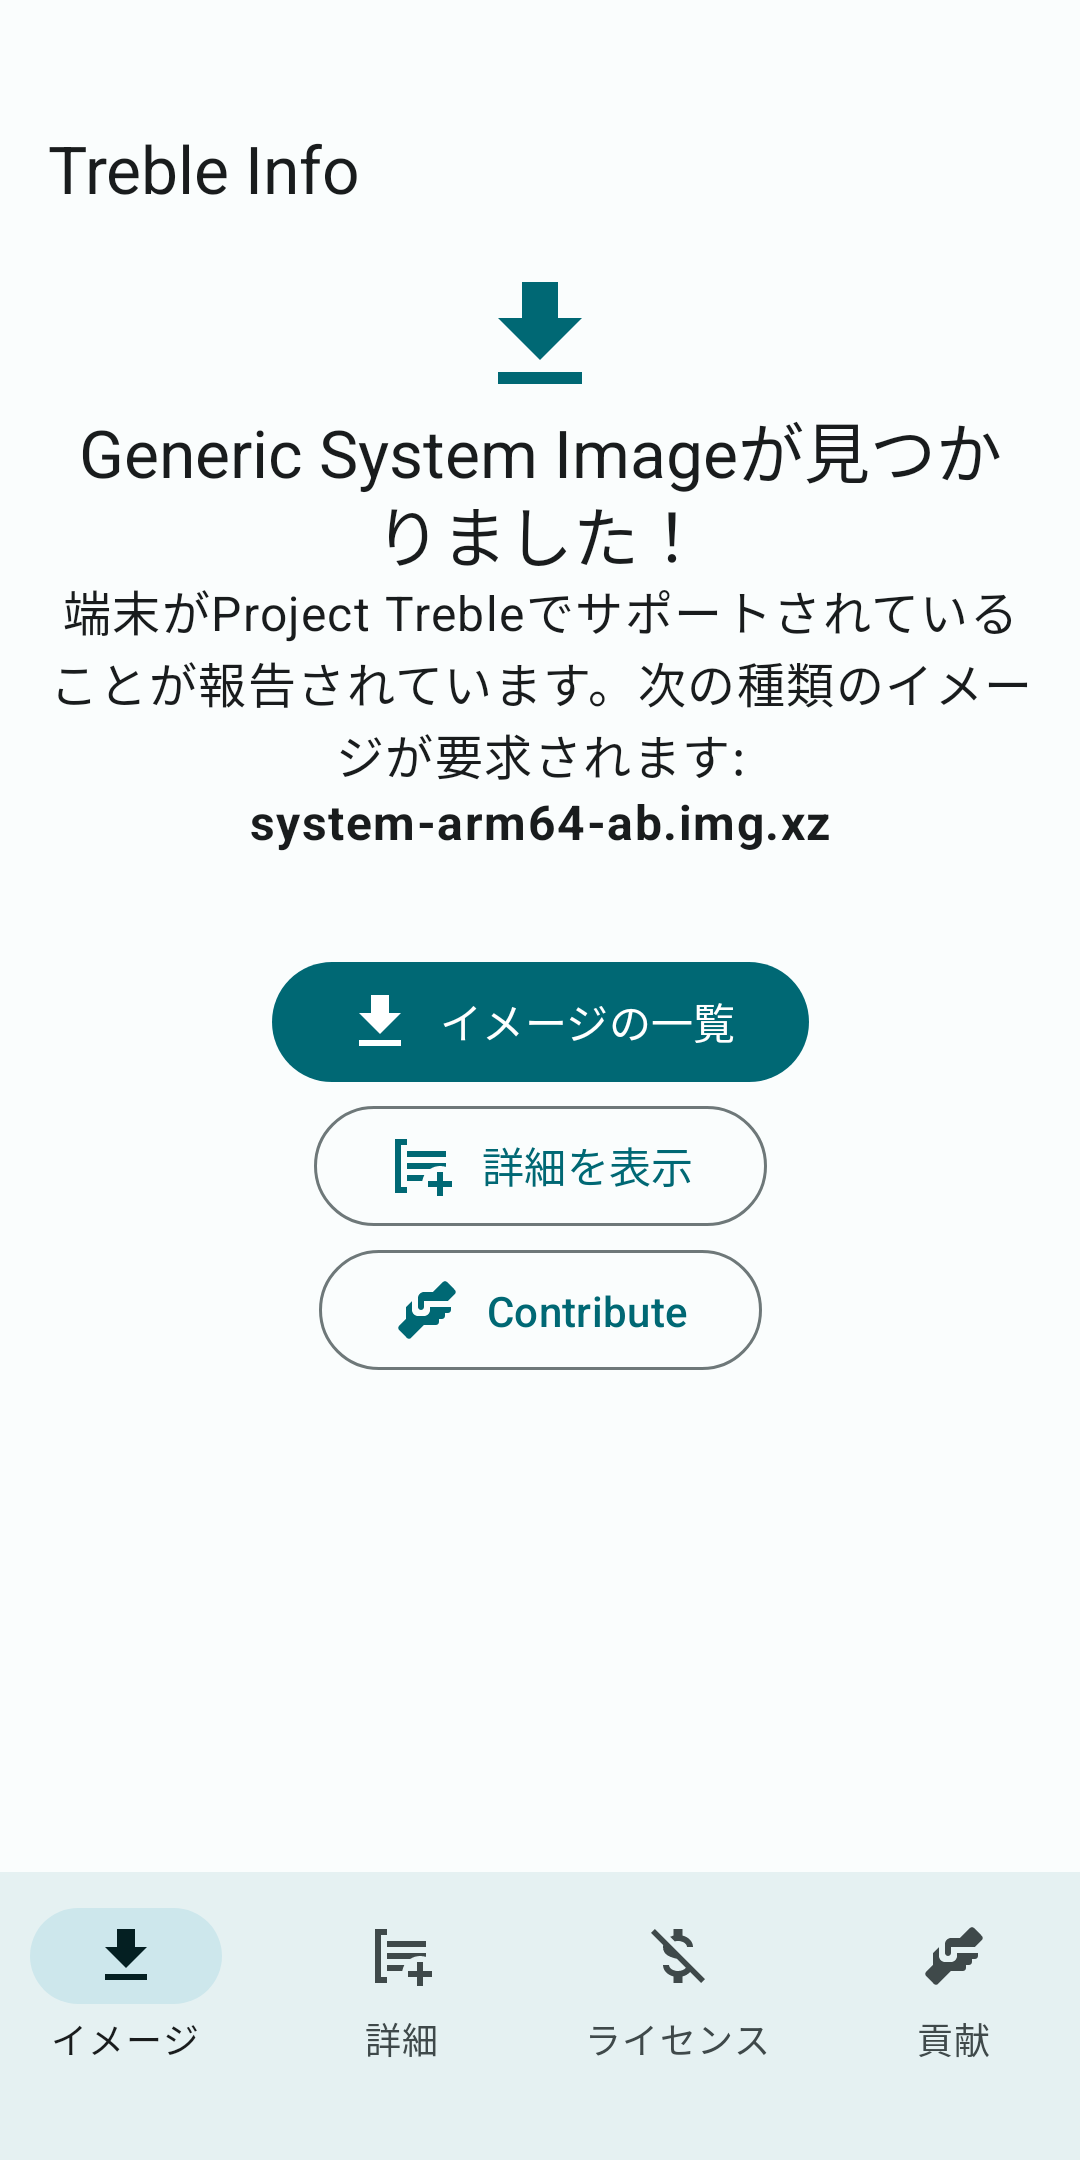 Treble Info
Generic System Imageが見つか
りました！
端末がProject Trebleでサポートされている
ことが報告されています。次の種類のイメー
ジが要求されます:
system-arm64-ab.img.xz
イメージの一覧
詳細を表示
Contribute
イメージ
詳細
ライセンス
貢献